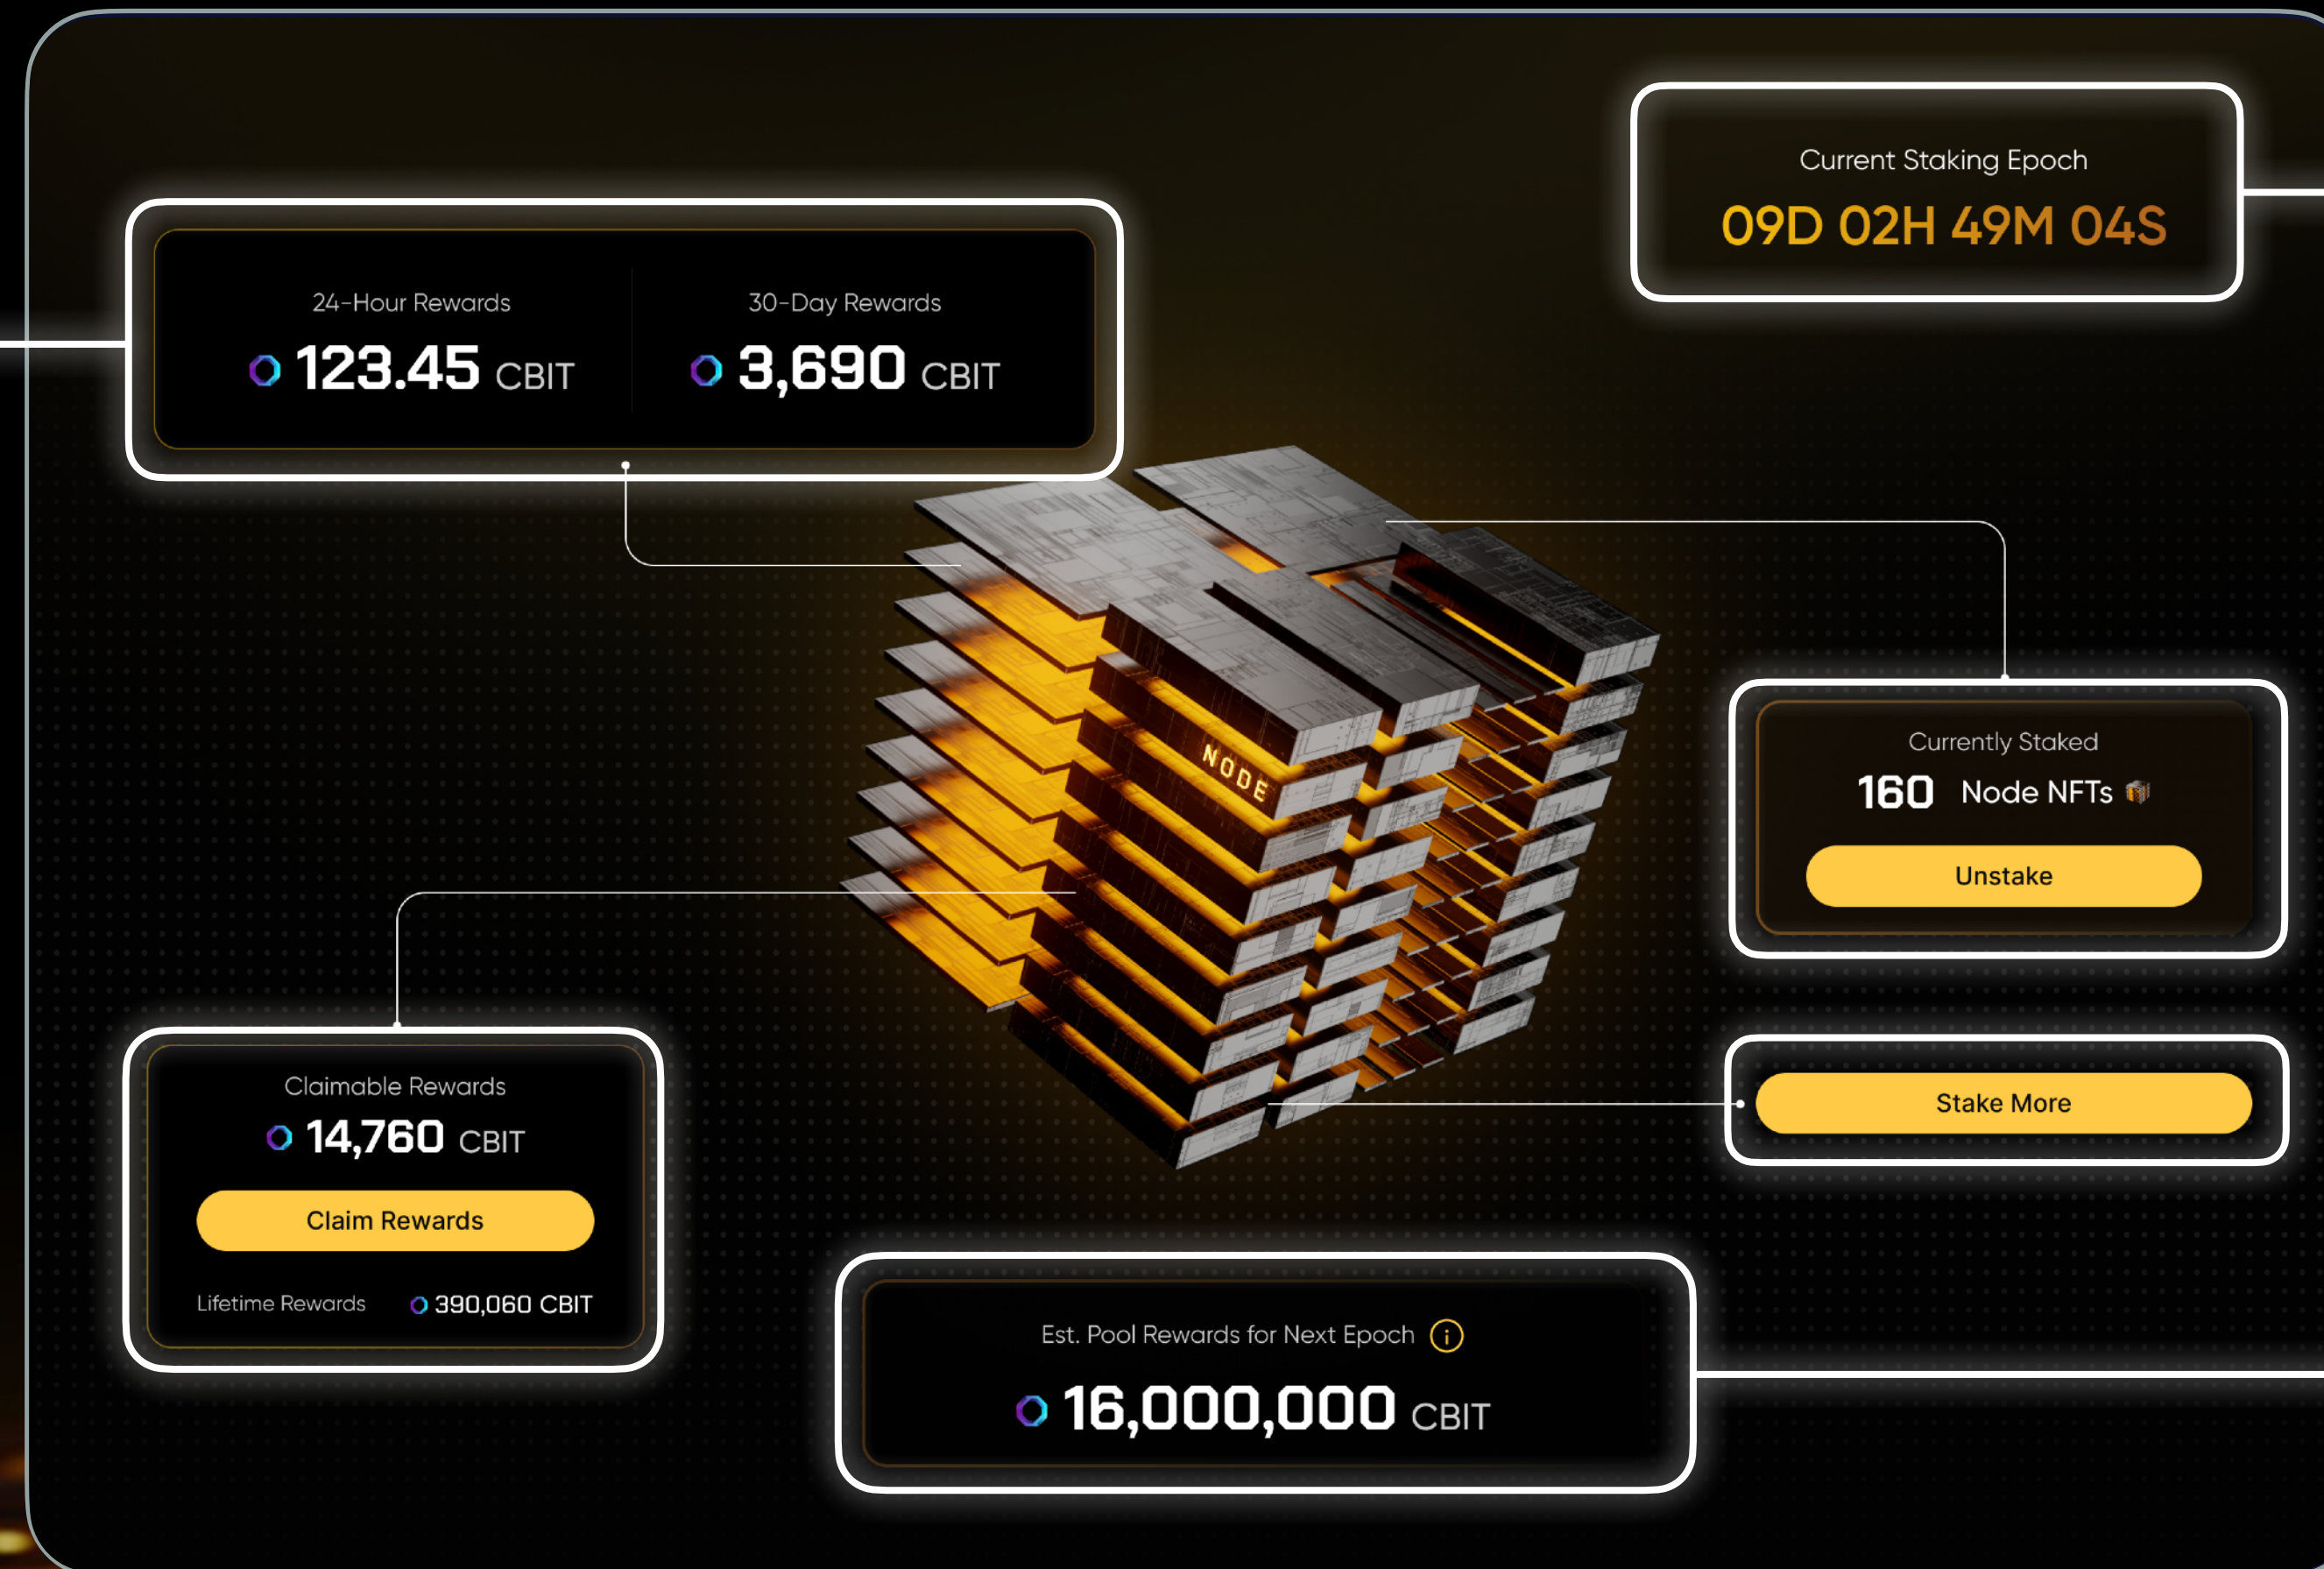 Current Staking Epoch
09D 02H 49M 04S
24-Hour Rewards
123.45 CBIT
30-Day Rewards
3,690 CBIT
NODE
Currently Staked
160 Node NFTs
Unstake
Stake More
Claimable Rewards
14,760 CBIT
Claim Rewards
Lifetime Rewards 390,060 CBIT
Est. Pool Rewards for Next Epoch
16,000,000 CBIT